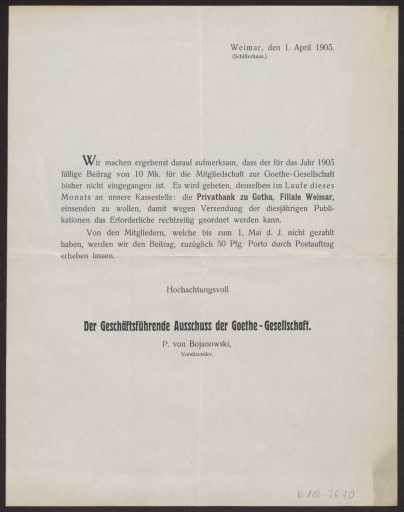 Weimar, den 1. April 1905.
(Schillerhaus.)
Wir machen ergebenst darauf aufmerksam, dass der für das Jahr 1905
fällige Beitrag von 10 Mk. für die Mitgliedschaft zur Goethe-Gesellschaft
bisher nicht eingegangen ist. Es wird gebeten, denselben im Laufe dieses
Monats an unsere Kassenstelle: die Privatbank zu Gotha, Filiale Weimar,
einsenden zu wollen, damit wegen Versendung der diesjährigen Publi-
kationen das Erforderliche rechtzeitig geordnet werden kann.
Von den Mitgliedern, welche bis zum 1. Mai d. J. nicht gezahlt
haben, werden wir den Beitrag, zuzüglich 50 Pfg. Porto durch Postauftrag
erheben lassen.
Hochachtungsvoll
Der Geschäftsführende Ausschuss der Goethe-Gesellschaft.
P. von Bojanowski,
Vorsitzender.